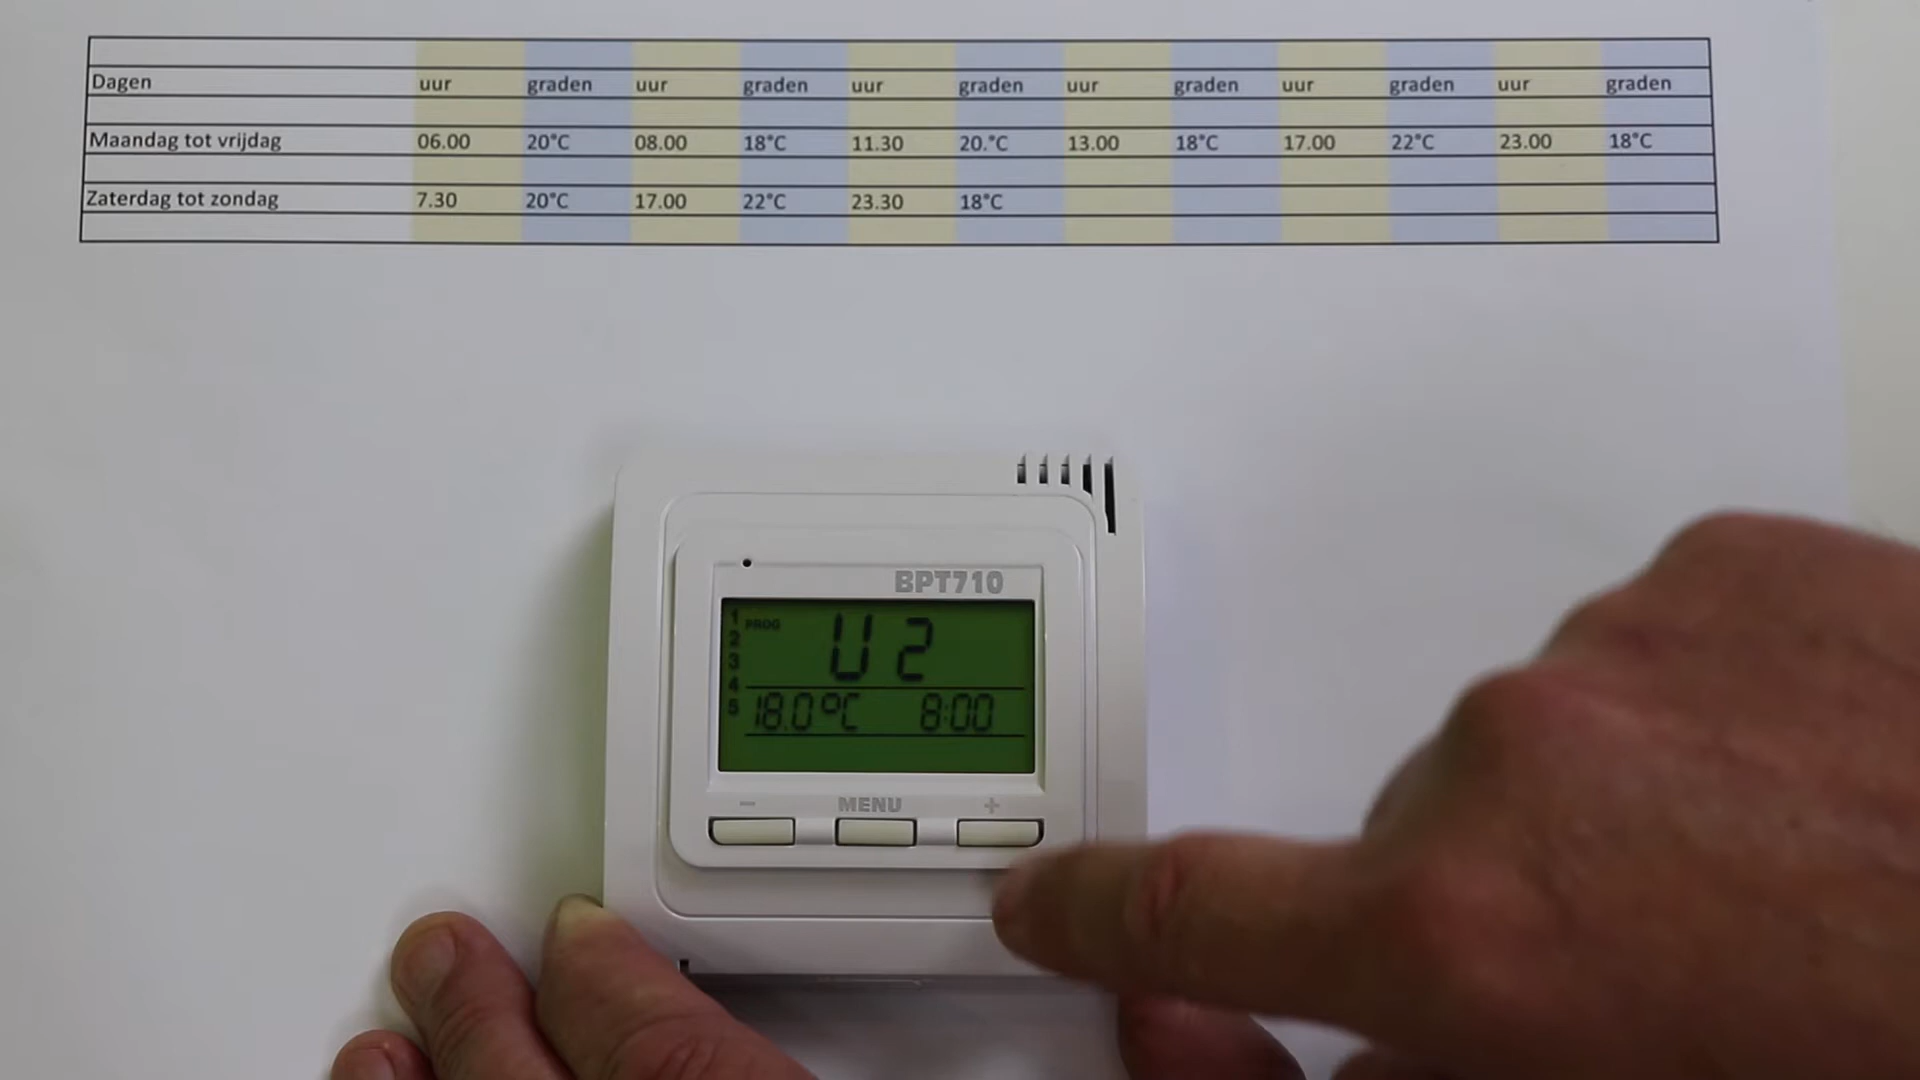 Dagen uur graden uur graden uur graden uur graden uur graden uur graden
Maandag tot vrijdag 06.00 20°C 08.00 18°C 11.30 20.°C 13.00 18°C 17.00 22°C 23.00 18°C
Zaterdag tot zondag 7.30 20°C 17.00 22°C 23.30 18°C
BPT710
1 PROG U 2
2
3
4
5 18.0°C 8:00
- MENU +